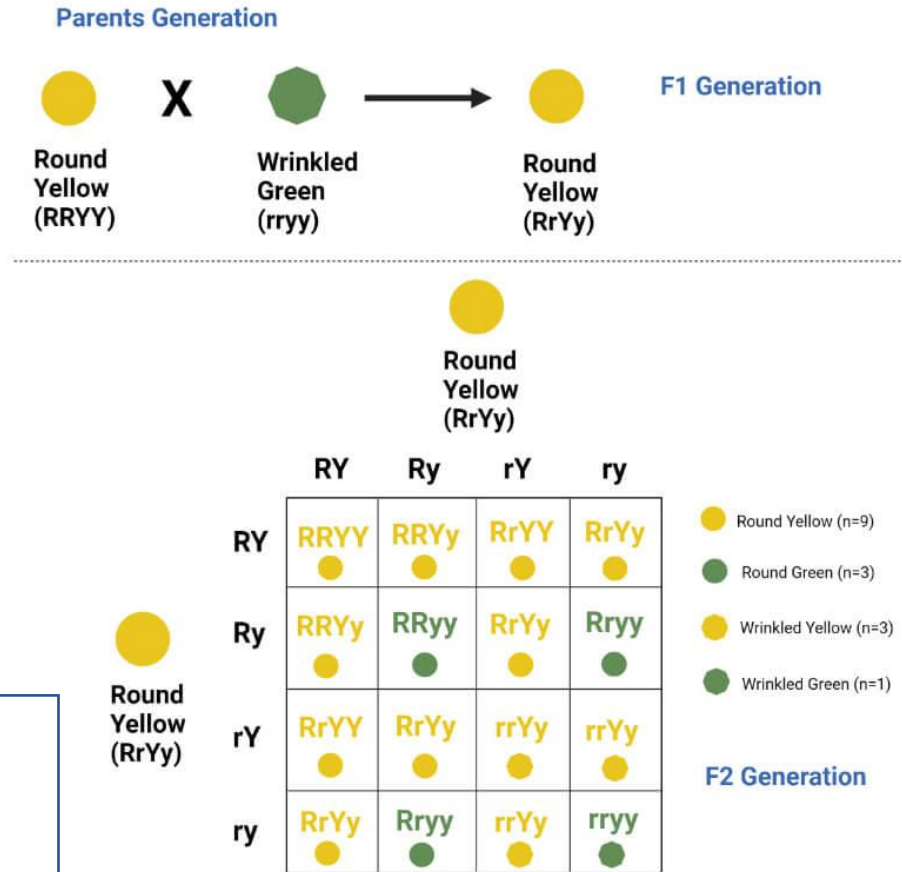 Parents Generation
X
F1 Generation
Round
Yellow
(RRYY)
Wrinkled
Green
(rryy)
Round
Yellow
(RrYy)
Round
Yellow
(RrYy)
RY Ry rY ry
RY RRYY RRYy RrYY RrYy
Ry RRYy RRyy RrYy Rryy
rY RrYY RrYy rrYy rrYy
ry RrYy Rryy rrYy rryy
Round
Yellow
(RrYy)
Round Yellow (n=9)
Round Green (n=3)
Wrinkled Yellow (n=3)
Wrinkled Green (n=1)
F2 Generation